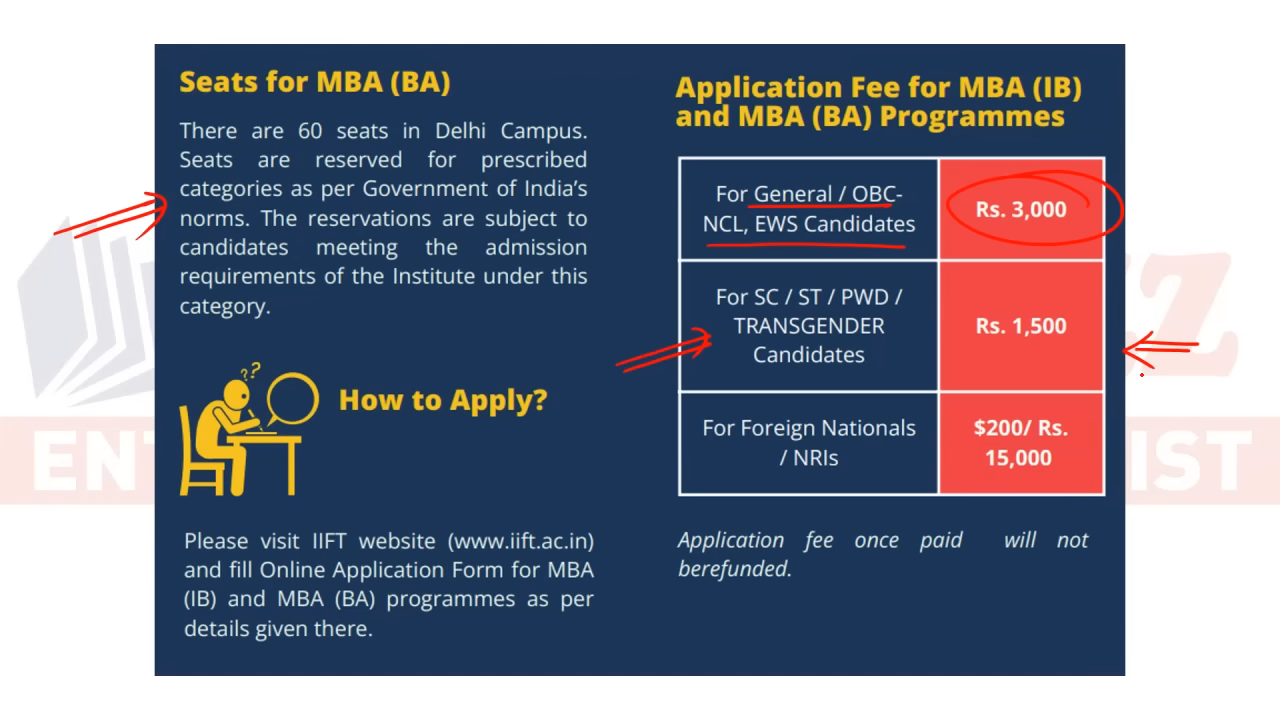 Seats for MBA (BA)
There are 60 seats in Delhi Campus.
Seats are reserved for prescribed
categories as per Government of India’s
norms. The reservations are subject to
candidates meeting the admission
requirements of the Institute under this
category.
??
How to Apply?
Please visit IIFT website (www.iift.ac.in)
and fill Online Application Form for MBA
(IB) and MBA (BA) programmes as per
details given there.
Application Fee for MBA (IB)
and MBA (BA) Programmes
For General / OBC-
NCL, EWS Candidates
Rs. 3,000
For SC / ST / PWD /
TRANSGENDER
Candidates
Rs. 1,500
For Foreign Nationals
/ NRIs
$200/ Rs.
15,000
Application fee once paid will not
berefunded.